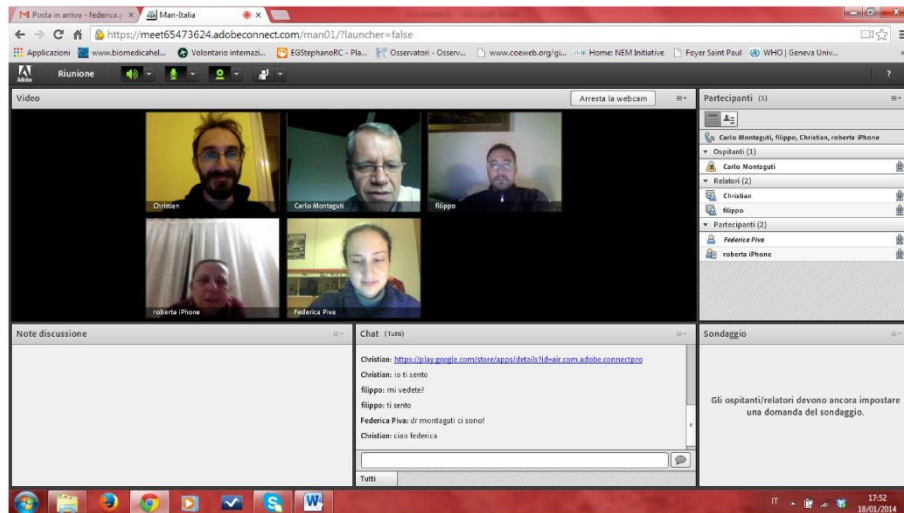 Posta in arrivo - federica.p
Man-Italia
https://meet65473624.adobeconnect.com/man01/?launcher=false
Applicazioni
www.biomedicahel...
Volontario internazi...
EGStephanoRC - Pla...
Osservatori - Osserv...
www.coeweb.org/gi...
Home: NEM Initiative
Foyer Saint Paul
WHO | Geneva Univ...
Adobe
Riunione
?
Video
Arresta la webcam
Christian
Carlo Montaguti
filippo
roberta iPhone
Federica Piva
Partecipanti (5)
Carlo Montaguti, filippo, Christian, roberta iPhone
Ospitanti (1)
Carlo Montaguti
Relatori (2)
Christian
filippo
Partecipanti (2)
Federica Piva
roberta iPhone
Note discussione
Chat (Tutti)
Christian: https://play.google.com/store/apps/details?id=air.com.adobe.connectpro
Christian: io ti sento
filippo: mi vedete?
filippo: ti sento
Federica Piva: dr montaguti ci sono!
Christian: ciao federica
Tutti
Sondaggio
Gli ospitanti/relatori devono ancora impostare
una domanda del sondaggio.
IT
17:52
18/01/2014